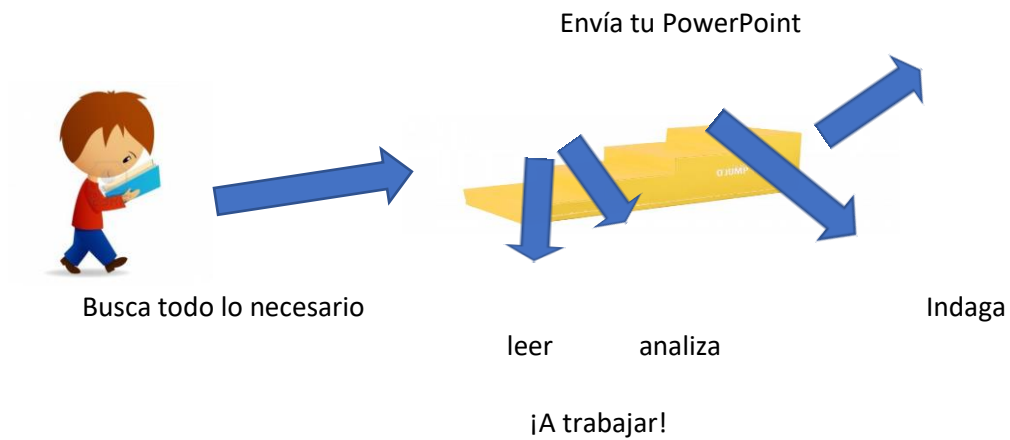 Envía tu PowerPoint
Busca todo lo necesario
Indaga
leer
analiza
¡A trabajar!